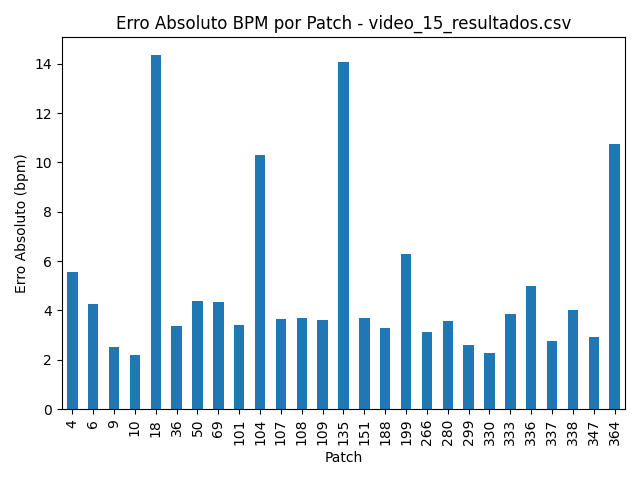 Erro Absoluto BPM por Patch - video_15_resultados.csv
Erro Absoluto (bpm)
14
12
10
8
6
4
2
0
4 6 9 10 18 36 50 69 101 104 107 108 109 135 151 188 199 266 280 299 330 333 336 337 338 347 364
Patch